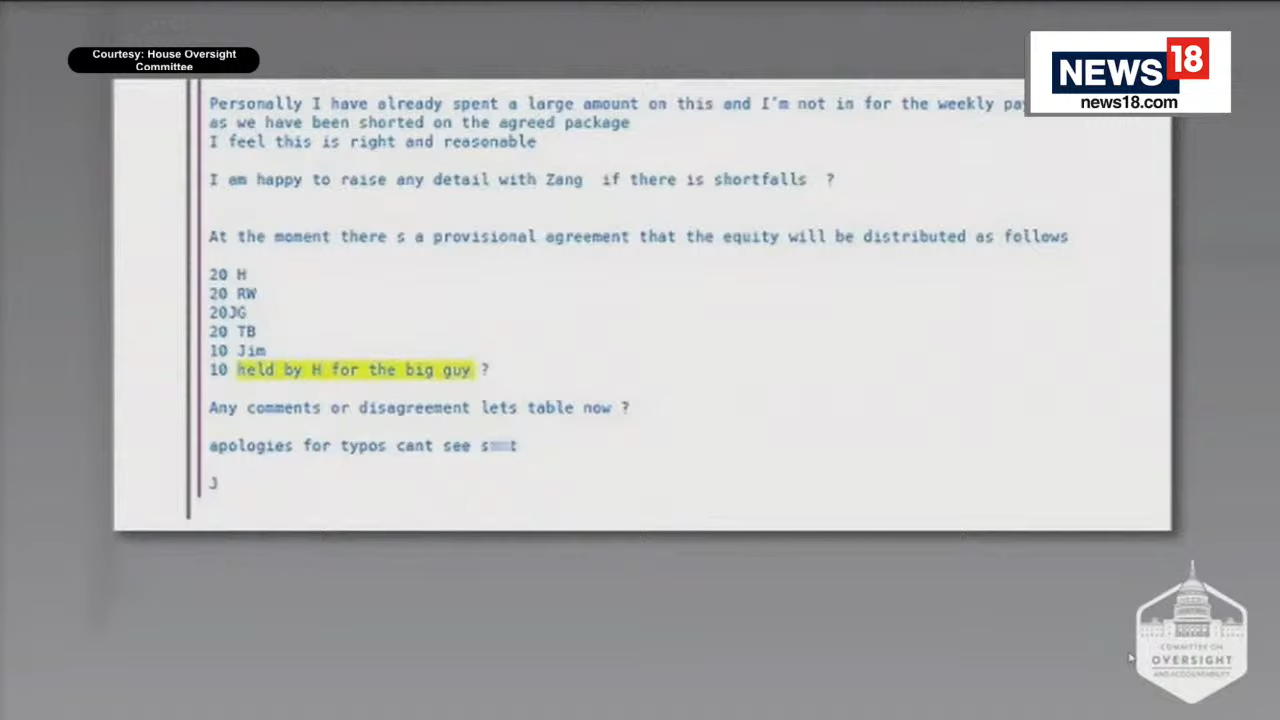 Courtesy: House Oversight
Committee
NEWS 18
news18.com
Personally I have already spent a large amount on this and I'm not in for the weekly
as we have been shorted on the agreed package
I feel this is right and reasonable
I am happy to raise any detail with Zang if there is shortfalls ?
At the moment there s a provisional agreement that the equity will be distributed as follows
20 H
20 RW
20JG
20 TB
10 Jim
10 held by H for the big guy ?
Any comments or disagreement lets table now ?
apologies for typos cant see
J
COMMITTEE ON
OVERSIGHT
AND ACCOUNTABILITY